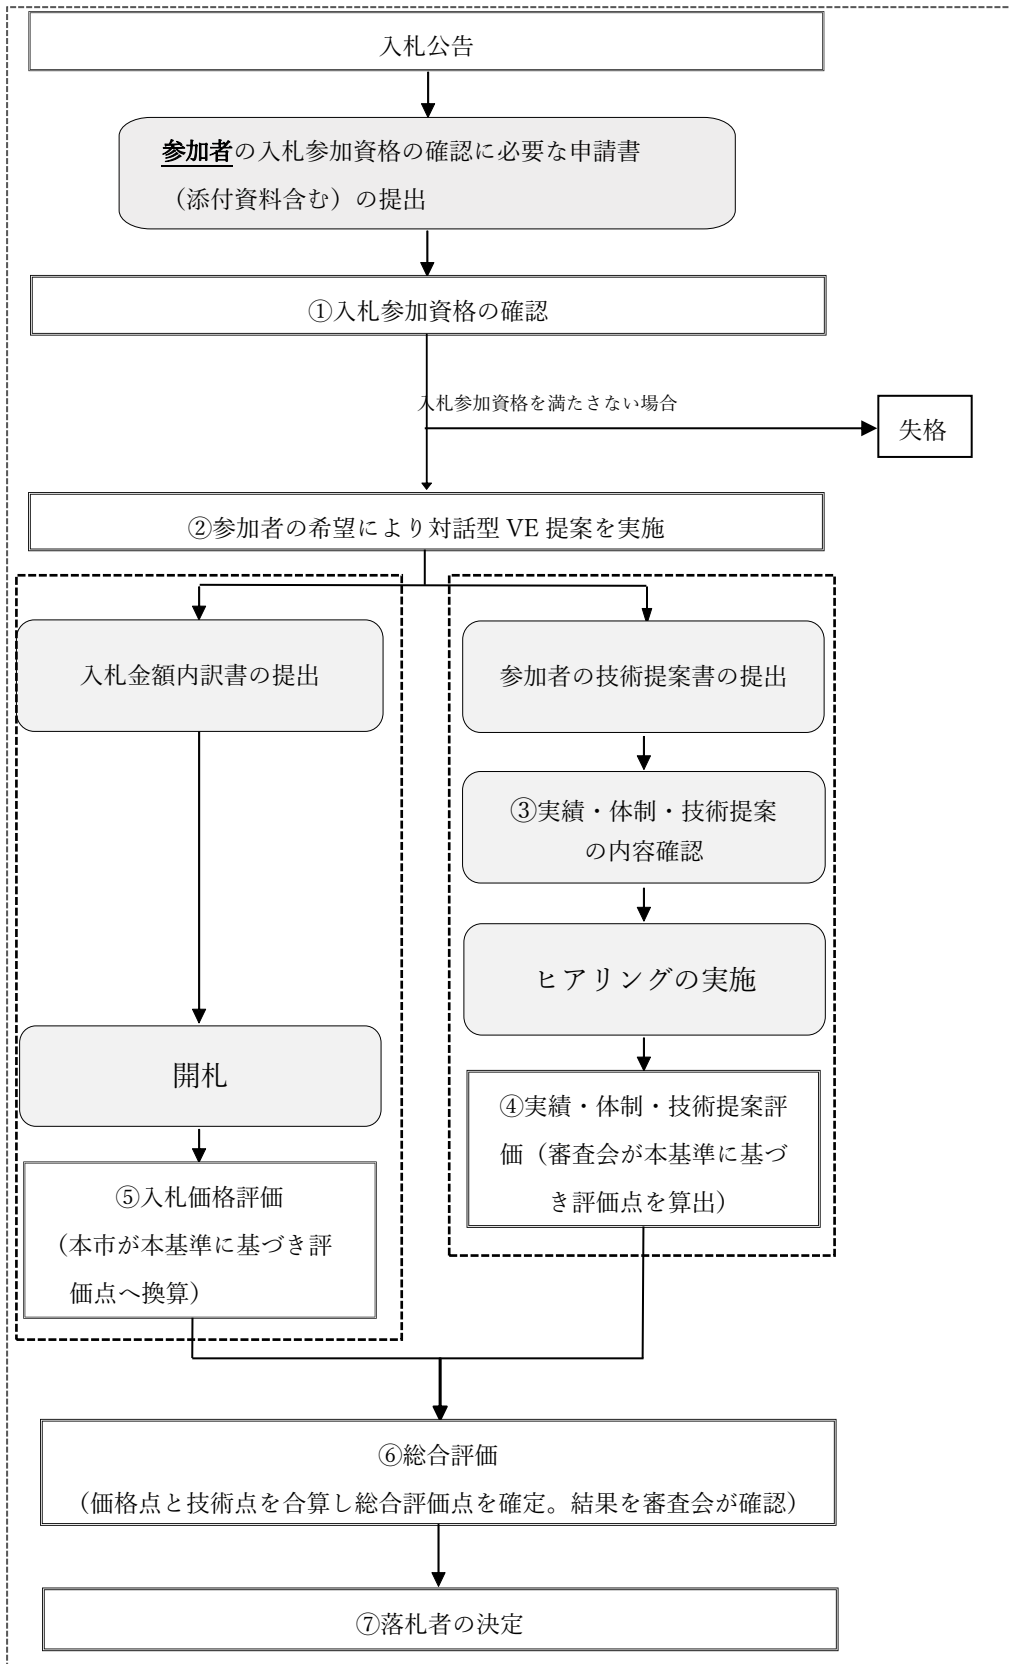 入札公告
参加者の入札参加資格の確認に必要な申請書
（添付資料含む）の提出
①入札参加資格の確認
入札参加資格を満たさない場合
失格
②参加者の希望により対話型 VE 提案を実施
入札金額内訳書の提出
開札
⑤入札価格評価
（本市が本基準に基づき評
価点へ換算）
参加者の技術提案書の提出
③実績・体制・技術提案
の内容確認
ヒアリングの実施
④実績・体制・技術提案評
価（審査会が本基準に基づ
き評価点を算出）
⑥総合評価
（価格点と技術点を合算し総合評価点を確定。結果を審査会が確認）
⑦落札者の決定